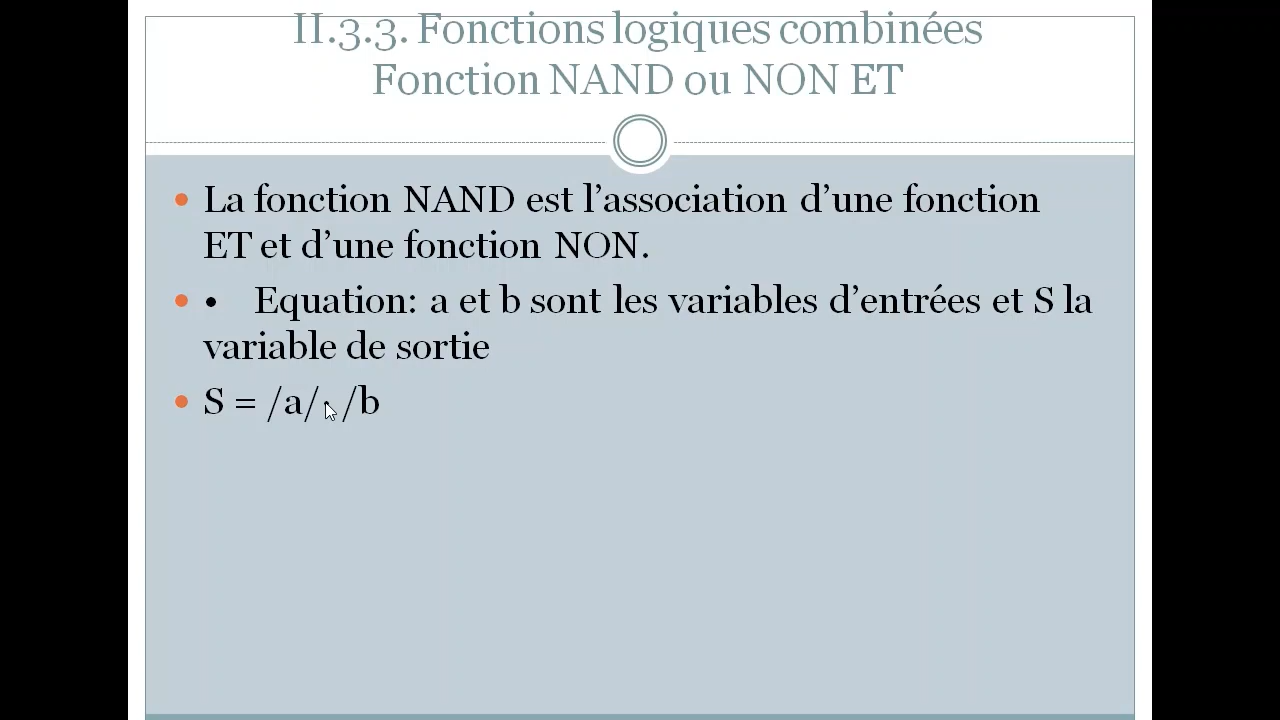 II.3.3. Fonctions logiques combinées
Fonction NAND ou NON ET
• La fonction NAND est l’association d’une fonction
ET et d’une fonction NON.
• • Equation: a et b sont les variables d’entrées et S la
variable de sortie
• S = /a/. /b